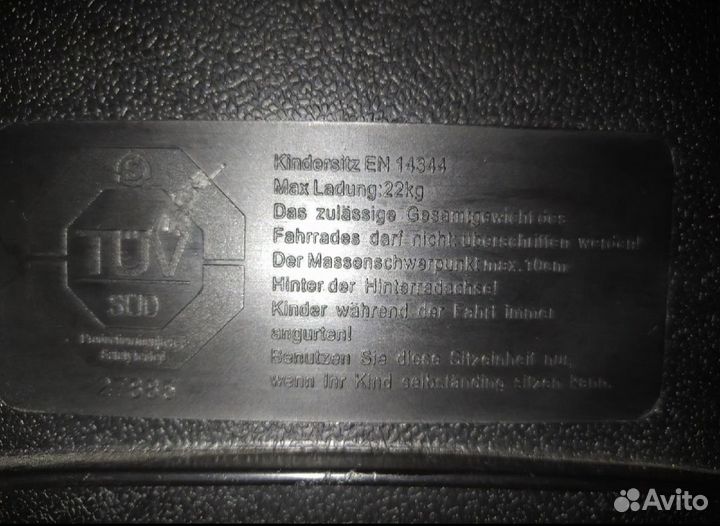 TÜV
SÜD
Kindersitz EN 14344
Max Ladung:22kg
Das zulässige Gesamtgewicht des
Fahrrades darf nicht überschriffen werden!
Der Massenschwerpunkt max. 10cm
Hinter der Hinterradachse!
Kinder während der Fahrt immer
angurten!
Benutzen Sie diese Sitzeinheit nur,
wenn Ihr Kind selbständing sitzen kann.
Avito